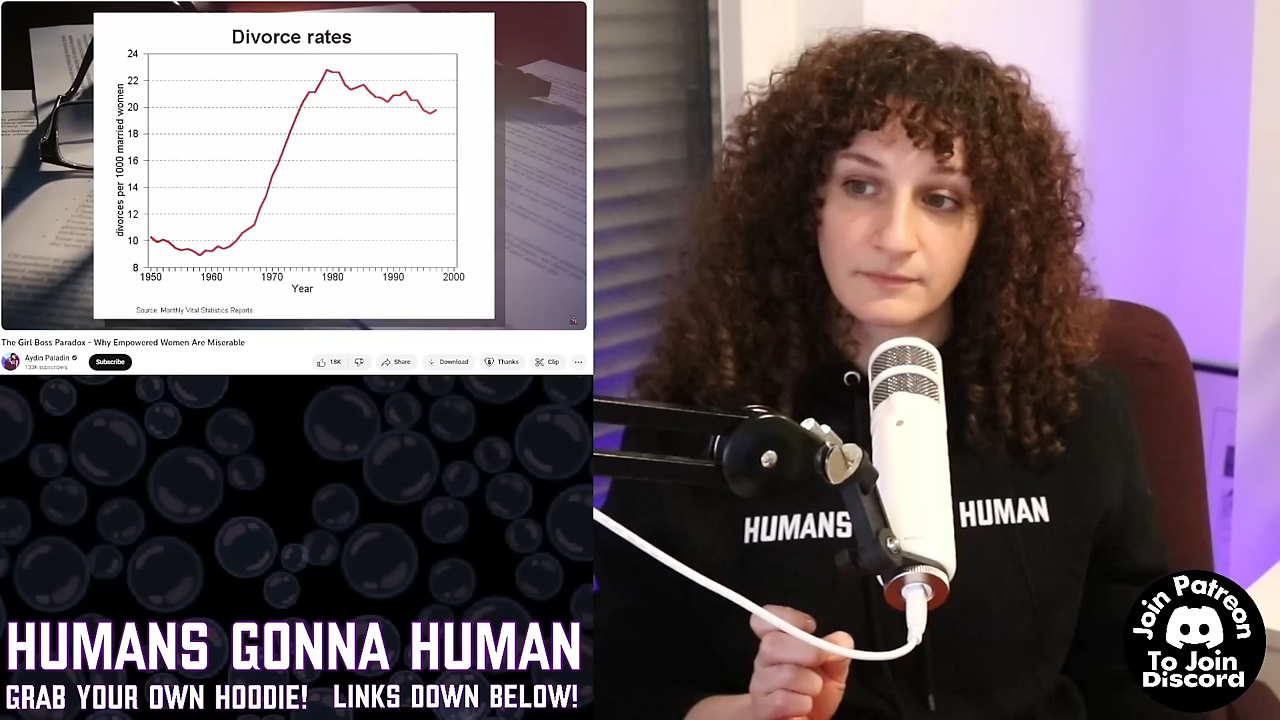 Divorce rates
24
22
20
18
16
14
12
10
8
divorces per 1000 married women
1950
1960
1970
1980
1990
2000
Year
Source: Monthly Vital Statistics Reports
The Girl Boss Paradox - Why Empowered Women Are Miserable
Aydin Paladin
133K subscribers
Subscribe
18K
Share
Download
Thanks
Clip
HUMANS
HUMAN
HUMANS GONNA HUMAN
GRAB YOUR OWN HOODIE! LINKS DOWN BELOW!
Join Patreon
To Join
Discord